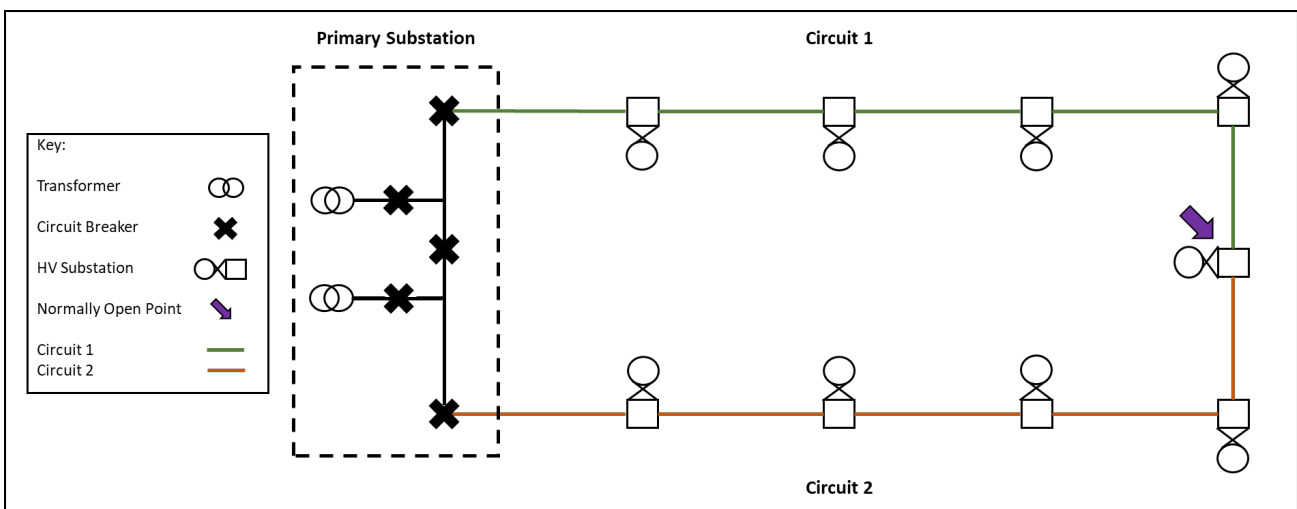 Primary Substation
Circuit 1
Key:
Transformer
Circuit Breaker
HV Substation
Normally Open Point
Circuit 1
Circuit 2
Circuit 2